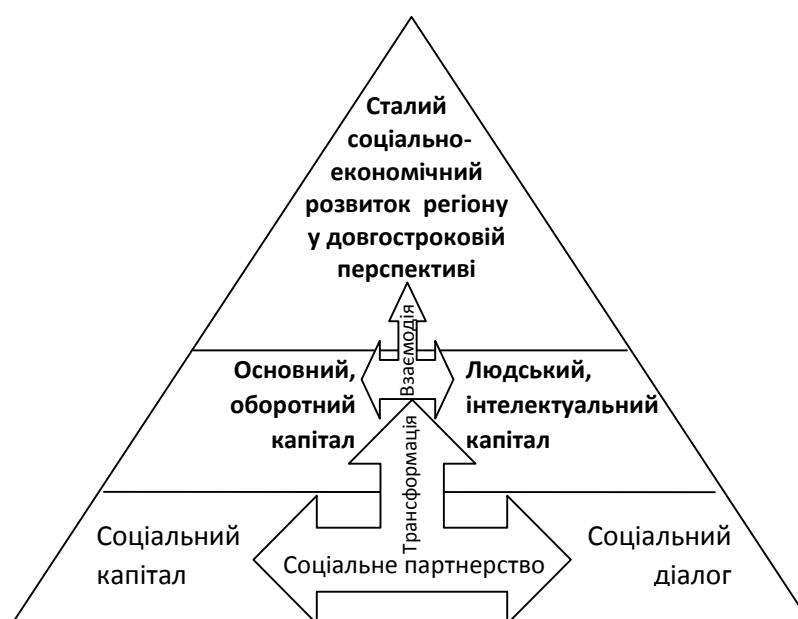 Сталий
соціально-
економічний
розвиток регіону
у довгостроковій
перспективі
Взаємодія
Основний,
оборотний
капітал
Людський,
інтелектуальний
капітал
Трансформація
Соціальний
капітал
Соціальне партнерство
Соціальний
діалог